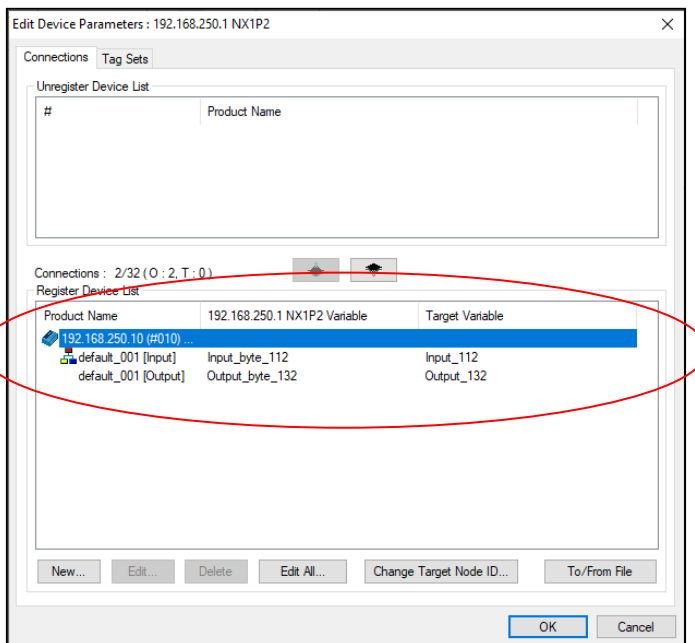 Edit Device Parameters : 192.168.250.1 NX1P2
Connections Tag Sets
Unregister Device List
# Product Name
Connections : 2/32 ( O : 2, T : 0 )
Register Device List
Product Name 192.168.250.1 NX1P2 Variable Target Variable
192.168.250.10 (#010) ...
default_001 [Input] Input_byte_112 Input_112
default_001 [Output] Output_byte_132 Output_132
New... Edit... Delete Edit All... Change Target Node ID... To/From File
OK Cancel